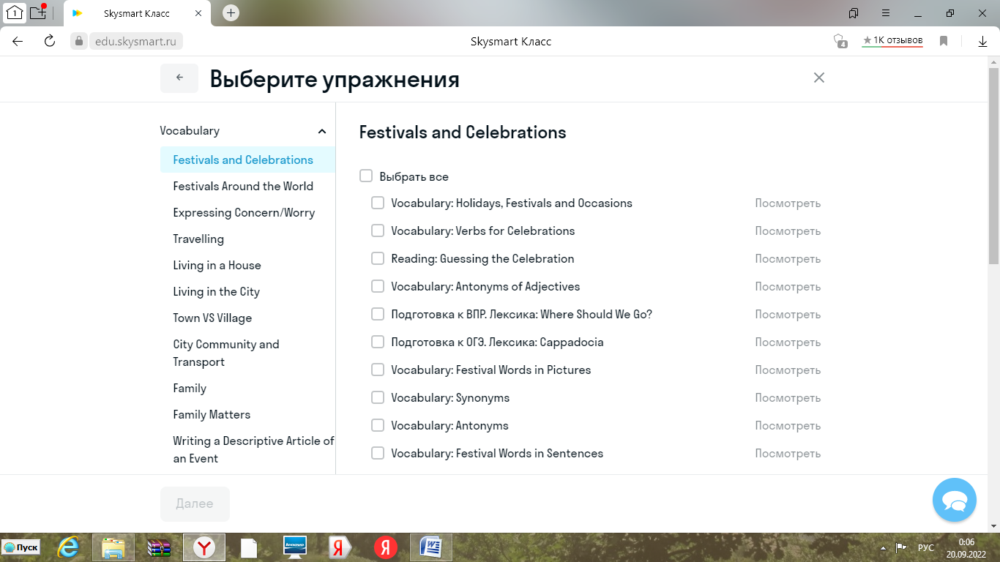 1
Skysmart Класс
edu.skysmart.ru
Skysmart Класс
4
★ 1К отзывов
Выберите упражнения
Vocabulary
Festivals and Celebrations
Festivals Around the World
Expressing Concern/Worry
Travelling
Living in a House
Living in the City
Town VS Village
City Community and
Transport
Family
Family Matters
Writing a Descriptive Article of
an Event
Festivals and Celebrations
Выбрать все
Vocabulary: Holidays, Festivals and Occasions Посмотреть
Vocabulary: Verbs for Celebrations Посмотреть
Reading: Guessing the Celebration Посмотреть
Vocabulary: Antonyms of Adjectives Посмотреть
Подготовка к ВПР. Лексика: Where Should We Go? Посмотреть
Подготовка к ОГЭ. Лексика: Cappadocia Посмотреть
Vocabulary: Festival Words in Pictures Посмотреть
Vocabulary: Synonyms Посмотреть
Vocabulary: Antonyms Посмотреть
Vocabulary: Festival Words in Sentences Посмотреть
Далее
Пуск
lenovo
РУС
0:06
20.09.2022